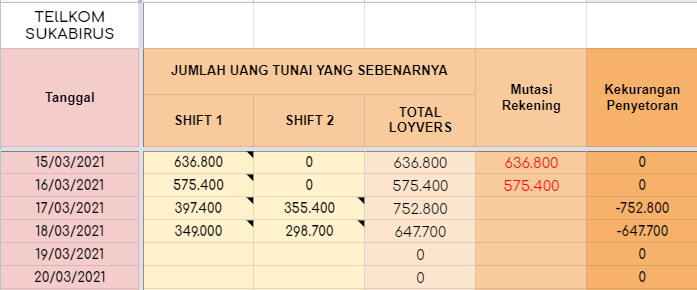 TEILKOM
SUKABIRUS
Tanggal
JUMLAH UANG TUNAI YANG SEBENARNYA
Mutasi
Rekening
Kekurangan
Penyetoran
SHIFT 1
SHIFT 2
TOTAL
LOYVERS
15/03/2021 636.800 0 636.800 636.800 0
16/03/2021 575.400 0 575.400 575.400 0
17/03/2021 397.400 355.400 752.800 -752.800
18/03/2021 349.000 298.700 647.700 -647.700
19/03/2021 0 0
20/03/2021 0 0